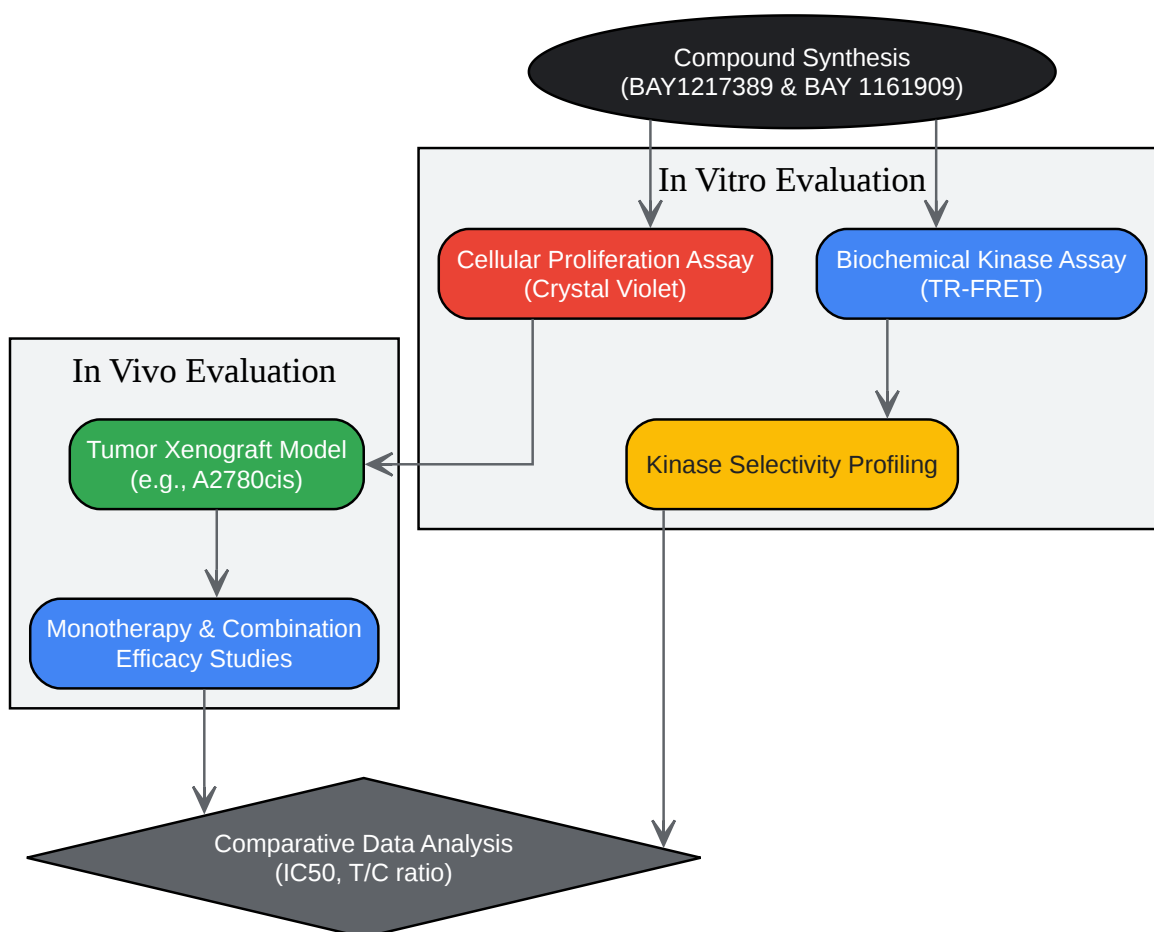 Compound Synthesis
(BAY1217389 & BAY 1161909)
In Vitro Evaluation
Cellular Proliferation Assay
(Crystal Violet)
Biochemical Kinase Assay
(TR-FRET)
Kinase Selectivity Profiling
In Vivo Evaluation
Tumor Xenograft Model
(e.g., A2780cis)
Monotherapy & Combination
Efficacy Studies
Comparative Data Analysis
(IC50, T/C ratio)